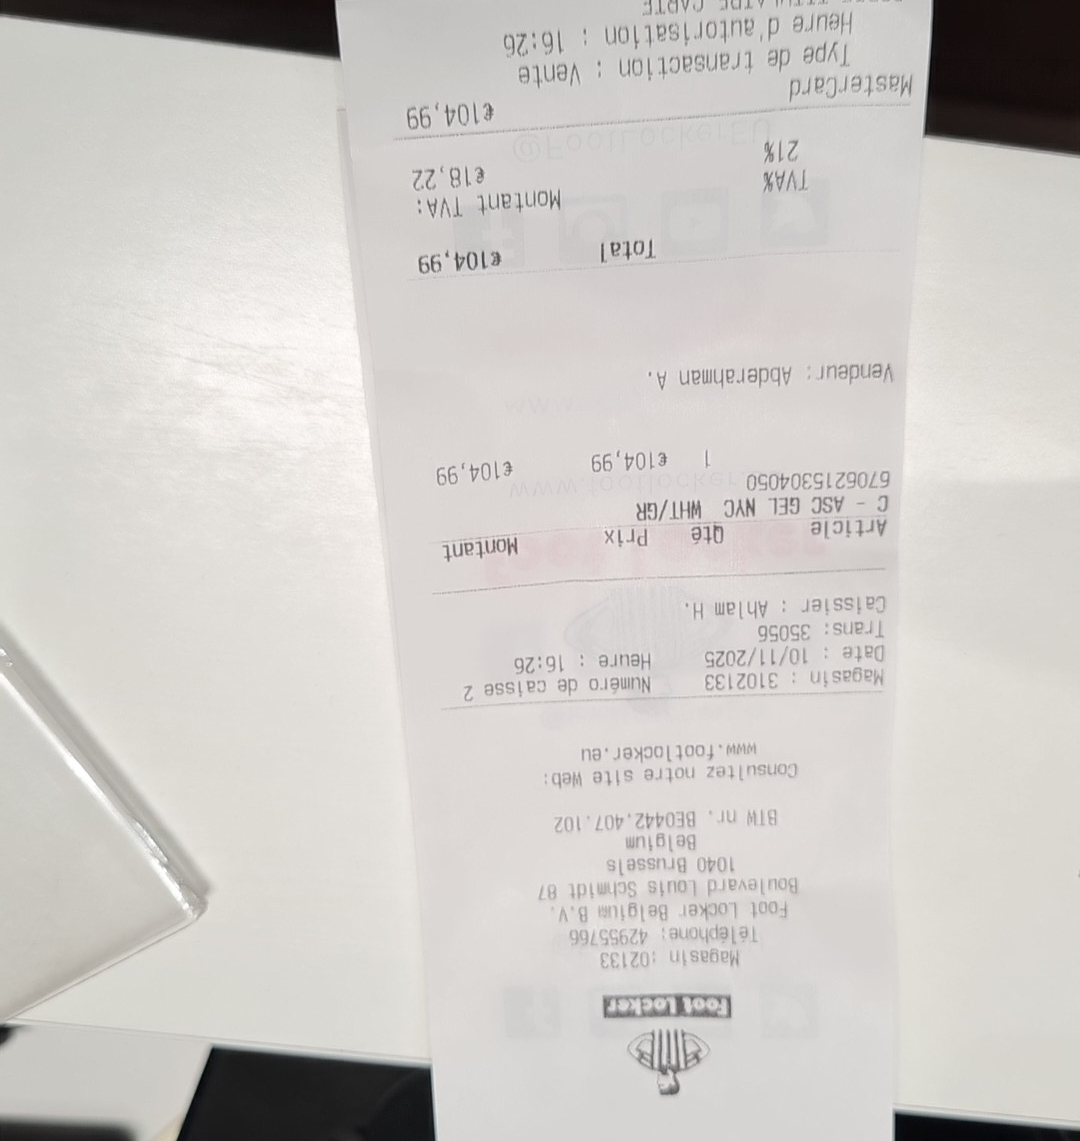 Foot Locker
Magasin :02133
Téléphone: 42955766
Foot Locker Belgium B.V.
Boulevard Louis Schmidt 87
1040 Brussels
Belgium
BTW nr. BE0442.407.102
Consultez notre site Web:
www.footlocker.eu
Magasin : 3102133 Numéro de caisse 2
Date : 10/11/2025 Heure : 16:26
Trans: 35056
Caissier : Ahlam H.
Article Qté Prix Montant
C - ASC GEL NYC WHT/GR
6706215304050
1 €104,99 €104,99
Vendeur: Abderahman A.
Total €104,99
TVA% Montant TVA:
21% €18,22
@FootLockerEU
MasterCard €104,99
Type de transaction : Vente
Heure d'autorisation : 16:26